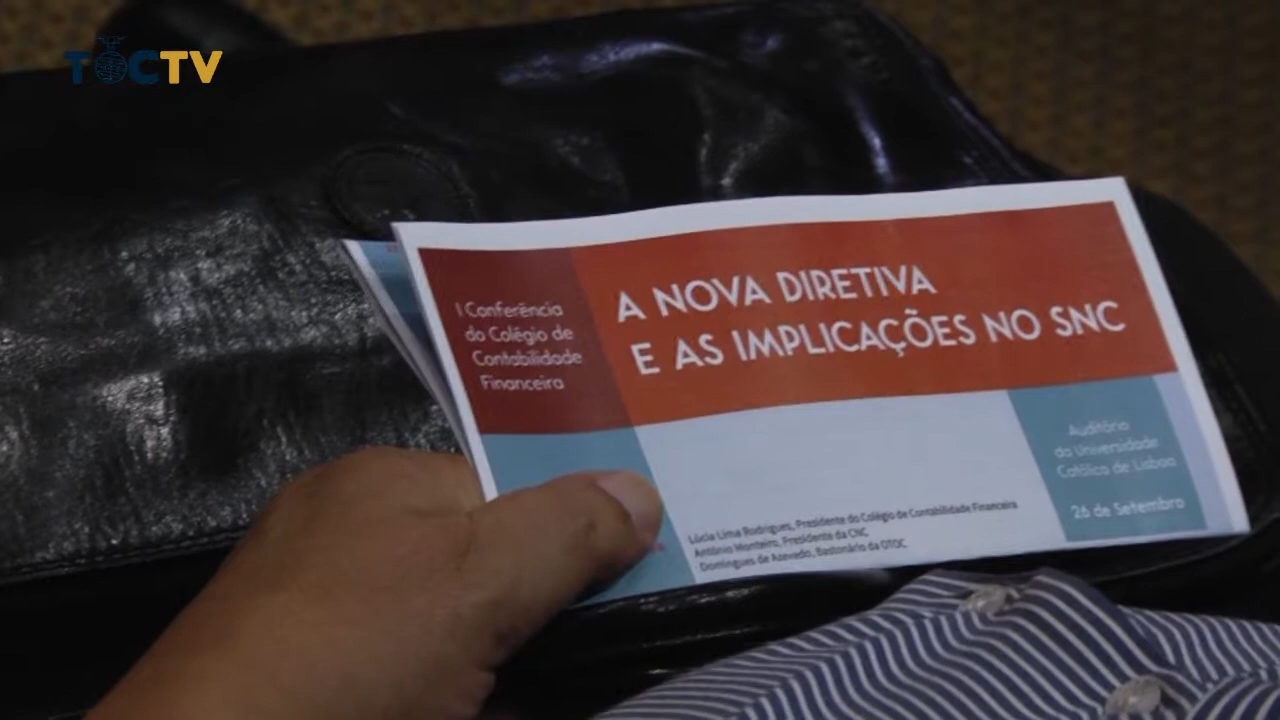 TOCTV
I Conferência
do Colégio de
Contabilidade
Financeira
A NOVA DIRETIVA
E AS IMPLICAÇÕES NO SNC
Auditório
da Universidade
Católica de Lisboa
26 de Setembro
Lúcia Lima Rodrigues, Presidente do Colégio de Contabilidade Financeira
António Monteiro, Presidente da CNC
Domingues de Azevedo, Bastonário da OTOC